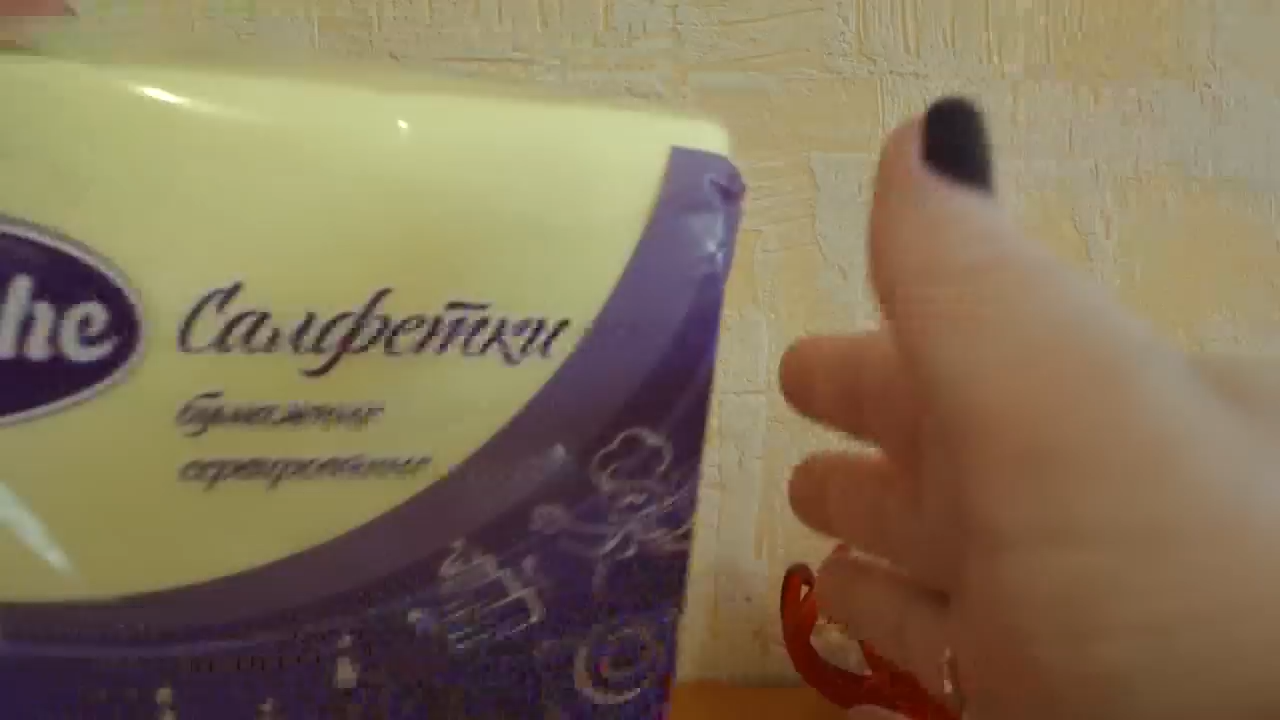 he
Салфетки
бумажные
сервировочные